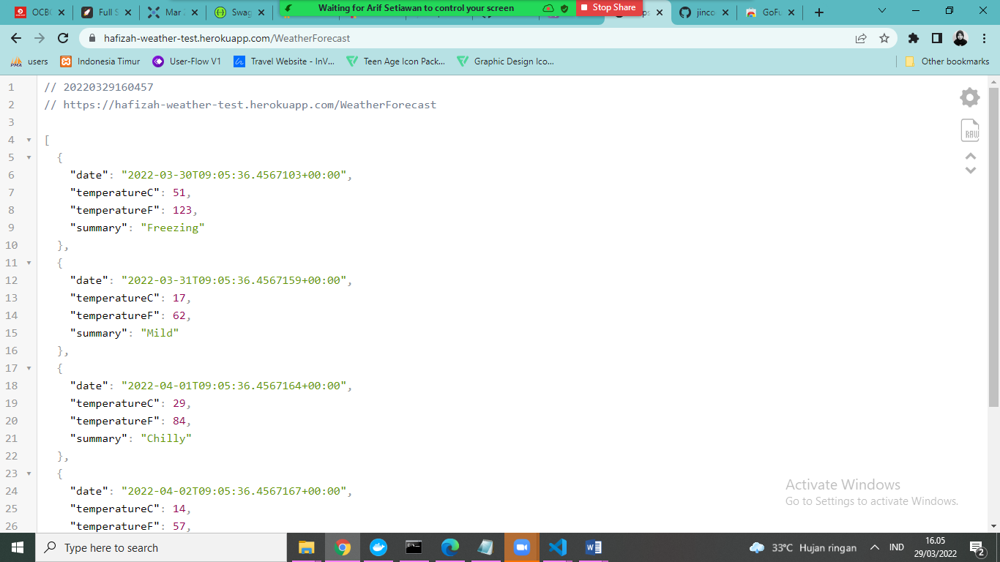 OCBC Full S Mar Swag Waiting for Arif Setiawan to control your screen Stop Share ps jinco GoFu
hafizah-weather-test.herokuapp.com/WeatherForecast
users Indonesia Timur User-Flow V1 Travel Website - InV... Teen Age Icon Pack... Graphic Design Ico... Other bookmarks
1 // 20220329160457
2 // https://hafizah-weather-test.herokuapp.com/WeatherForecast
3
4 [
5 {
6 "date": "2022-03-30T09:05:36.4567103+00:00",
7 "temperatureC": 51,
8 "temperatureF": 123,
9 "summary": "Freezing"
10 },
11 {
12 "date": "2022-03-31T09:05:36.4567159+00:00",
13 "temperatureC": 17,
14 "temperatureF": 62,
15 "summary": "Mild"
16 },
17 {
18 "date": "2022-04-01T09:05:36.4567164+00:00",
19 "temperatureC": 29,
20 "temperatureF": 84,
21 "summary": "Chilly"
22 },
23 {
24 "date": "2022-04-02T09:05:36.4567167+00:00",
25 "temperatureC": 14,
26 "temperatureF": 57,
RAW
Activate Windows
Go to Settings to activate Windows.
Type here to search
33°C Hujan ringan
IND
16.05
29/03/2022
2